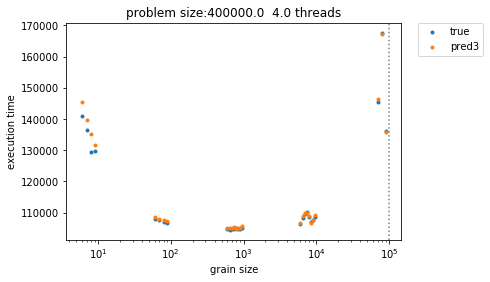 problem size:400000.0 4.0 threads
true
pred3
170000
160000
150000
140000
130000
120000
110000
execution time
10¹
10²
10³
10⁴
10⁵
grain size